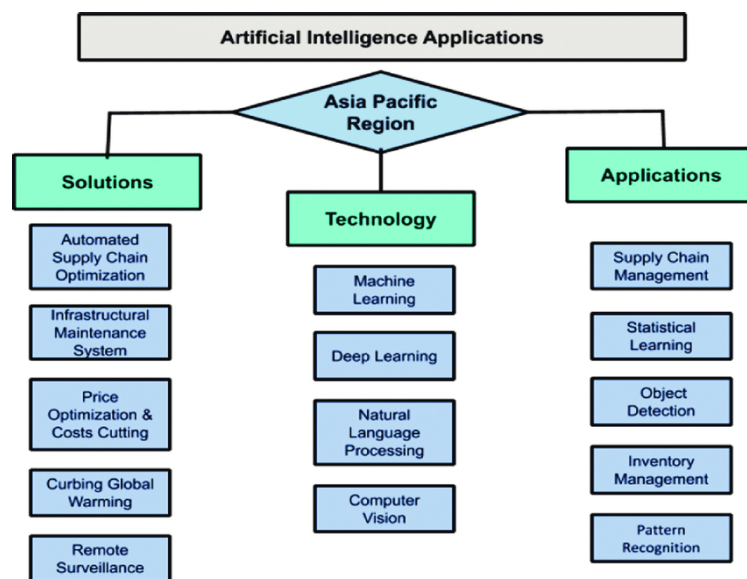 Artificial Intelligence Applications
Asia Pacific
Region
Solutions
Automated
Supply Chain
Optimization
Infrastructural
Maintenance
System
Price
Optimization &
Costs Cutting
Curbing Global
Warming
Remote
Surveillance
Technology
Machine
Learning
Deep Learning
Natural
Language
Processing
Computer
Vision
Applications
Supply Chain
Management
Statistical
Learning
Object
Detection
Inventory
Management
Pattern
Recognition